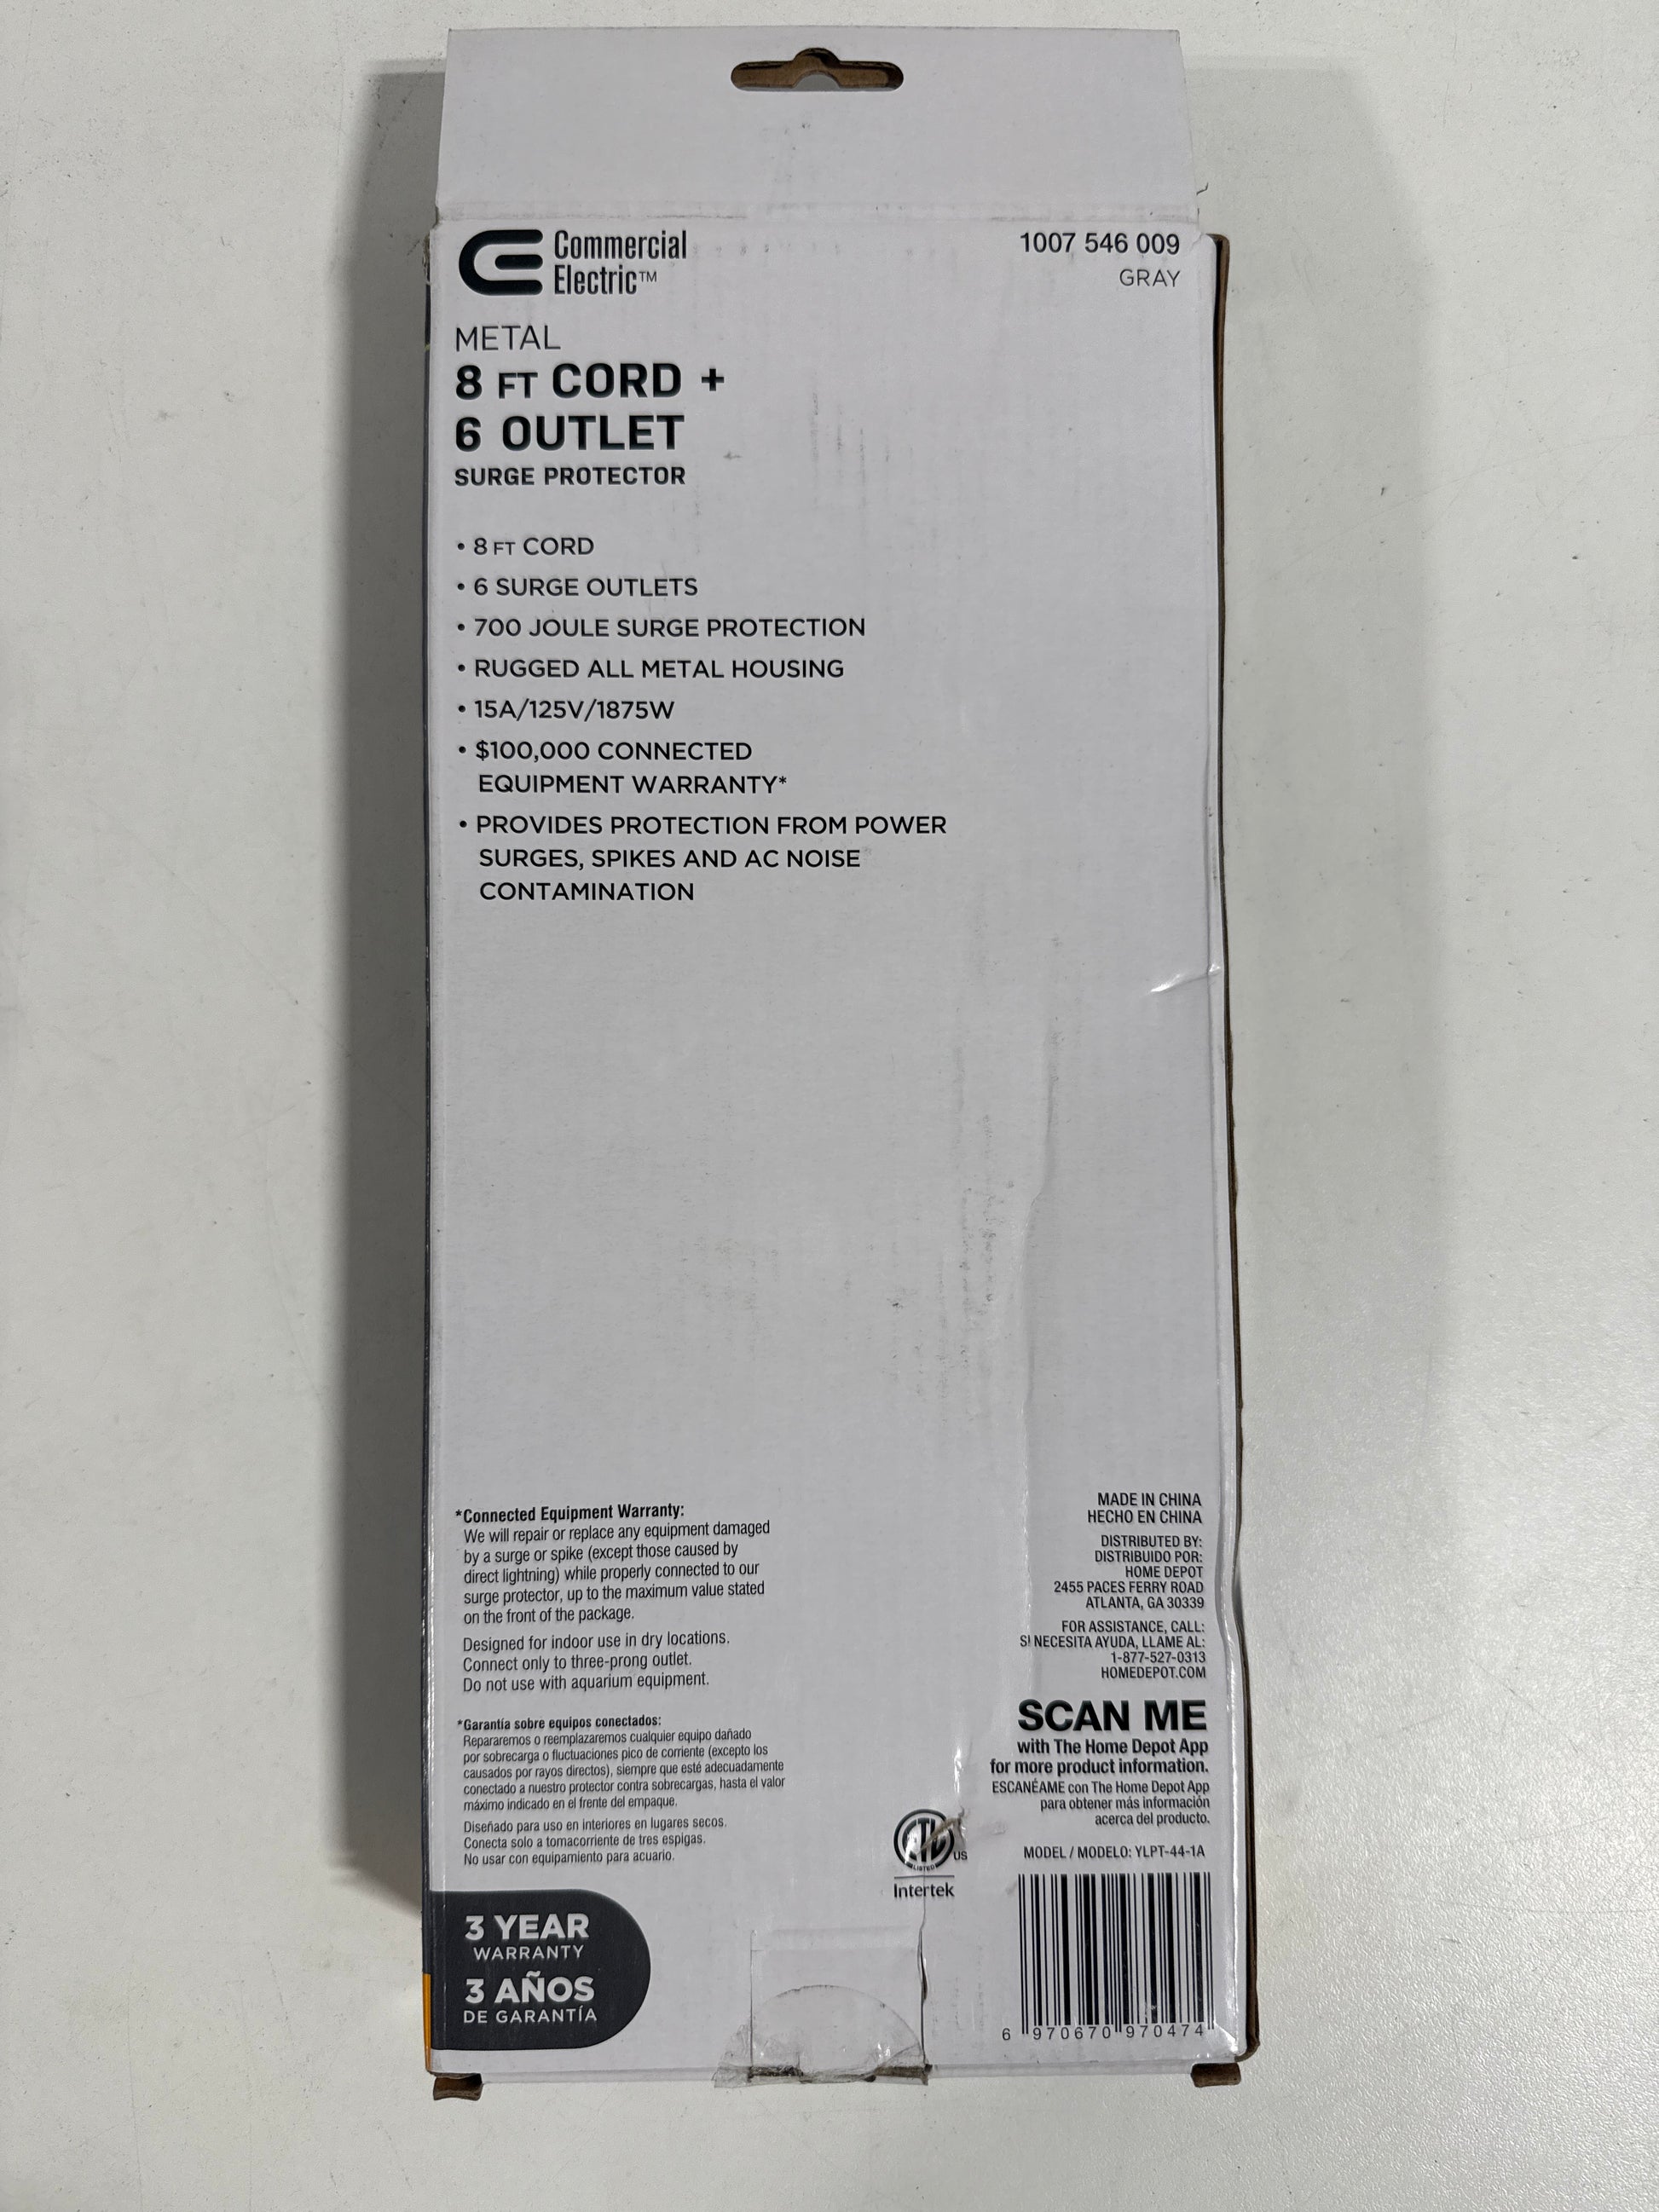 Commercial
Electric™
1007 546 009
GRAY
METAL
8 FT CORD +
6 OUTLET
SURGE PROTECTOR
• 8 FT CORD
• 6 SURGE OUTLETS
• 700 JOULE SURGE PROTECTION
• RUGGED ALL METAL HOUSING
• 15A/125V/1875W
• $100,000 CONNECTED
EQUIPMENT WARRANTY*
• PROVIDES PROTECTION FROM POWER
SURGES, SPIKES AND AC NOISE
CONTAMINATION
*Connected Equipment Warranty:
We will repair or replace any equipment damaged
by a surge or spike (except those caused by
direct lightning) while properly connected to our
surge protector, up to the maximum value stated
on the front of the package.
Designed for indoor use in dry locations.
Connect only to three-prong outlet.
Do not use with aquarium equipment.
*Garantía sobre equipos conectados:
Repararemos o reemplazaremos cualquier equipo dañado
por sobrecarga o fluctuaciones pico de corriente (excepto los
causados por rayos directos), siempre que esté adecuadamente
conectado a nuestro protector contra sobrecargas, hasta el valor
máximo indicado en el frente del empaque.
Diseñado para uso en interiores en lugares secos.
Conecta solo a tomacorriente de tres espigas.
No usar con equipamiento para acuario.
3 YEAR
WARRANTY
3 AÑOS
DE GARANTÍA
ETL
LISTED
US
Intertek
MADE IN CHINA
HECHO EN CHINA
DISTRIBUTED BY:
DISTRIBUIDO POR:
HOME DEPOT
2455 PACES FERRY ROAD
ATLANTA, GA 30339
FOR ASSISTANCE, CALL:
SI NECESITA AYUDA, LLAME AL:
1-877-527-0313
HOMEDEPOT.COM
SCAN ME
with The Home Depot App
for more product information.
ESCANÉAME con The Home Depot App
para obtener más información
acerca del producto.
MODEL / MODELO: YLPT-44-1A
6 970670 970474